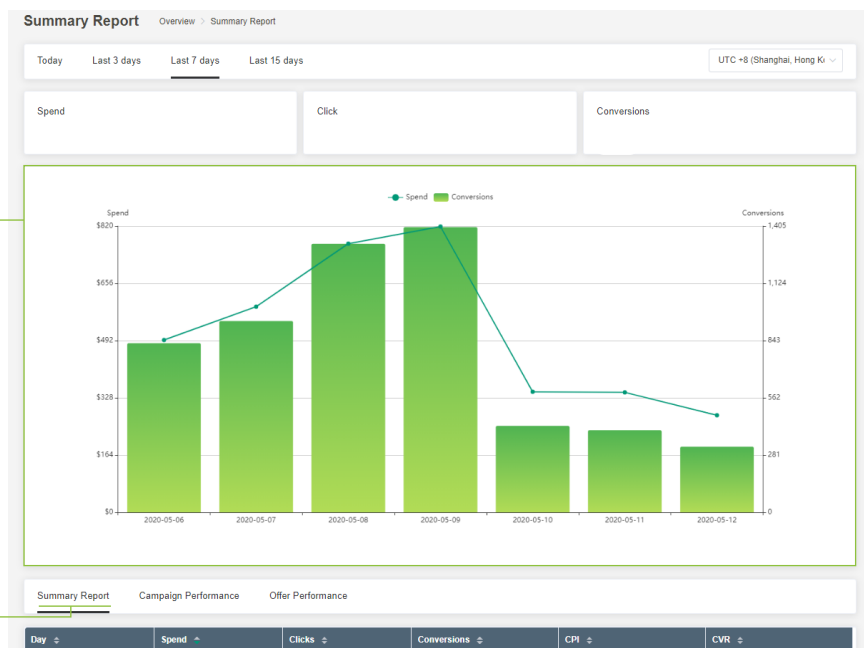 Summary Report Overview > Summary Report
Today Last 3 days Last 7 days Last 15 days UTC +8 (Shanghai, Hong K
Spend Click Conversions
Spend Conversions
Spend Conversions
$820 1,405
$656 1,124
$492 843
$328 562
$164 281
$0 0
2020-05-06 2020-05-07 2020-05-08 2020-05-09 2020-05-10 2020-05-11 2020-05-12
Summary Report Campaign Performance Offer Performance
Day Spend Clicks Conversions CPI CVR